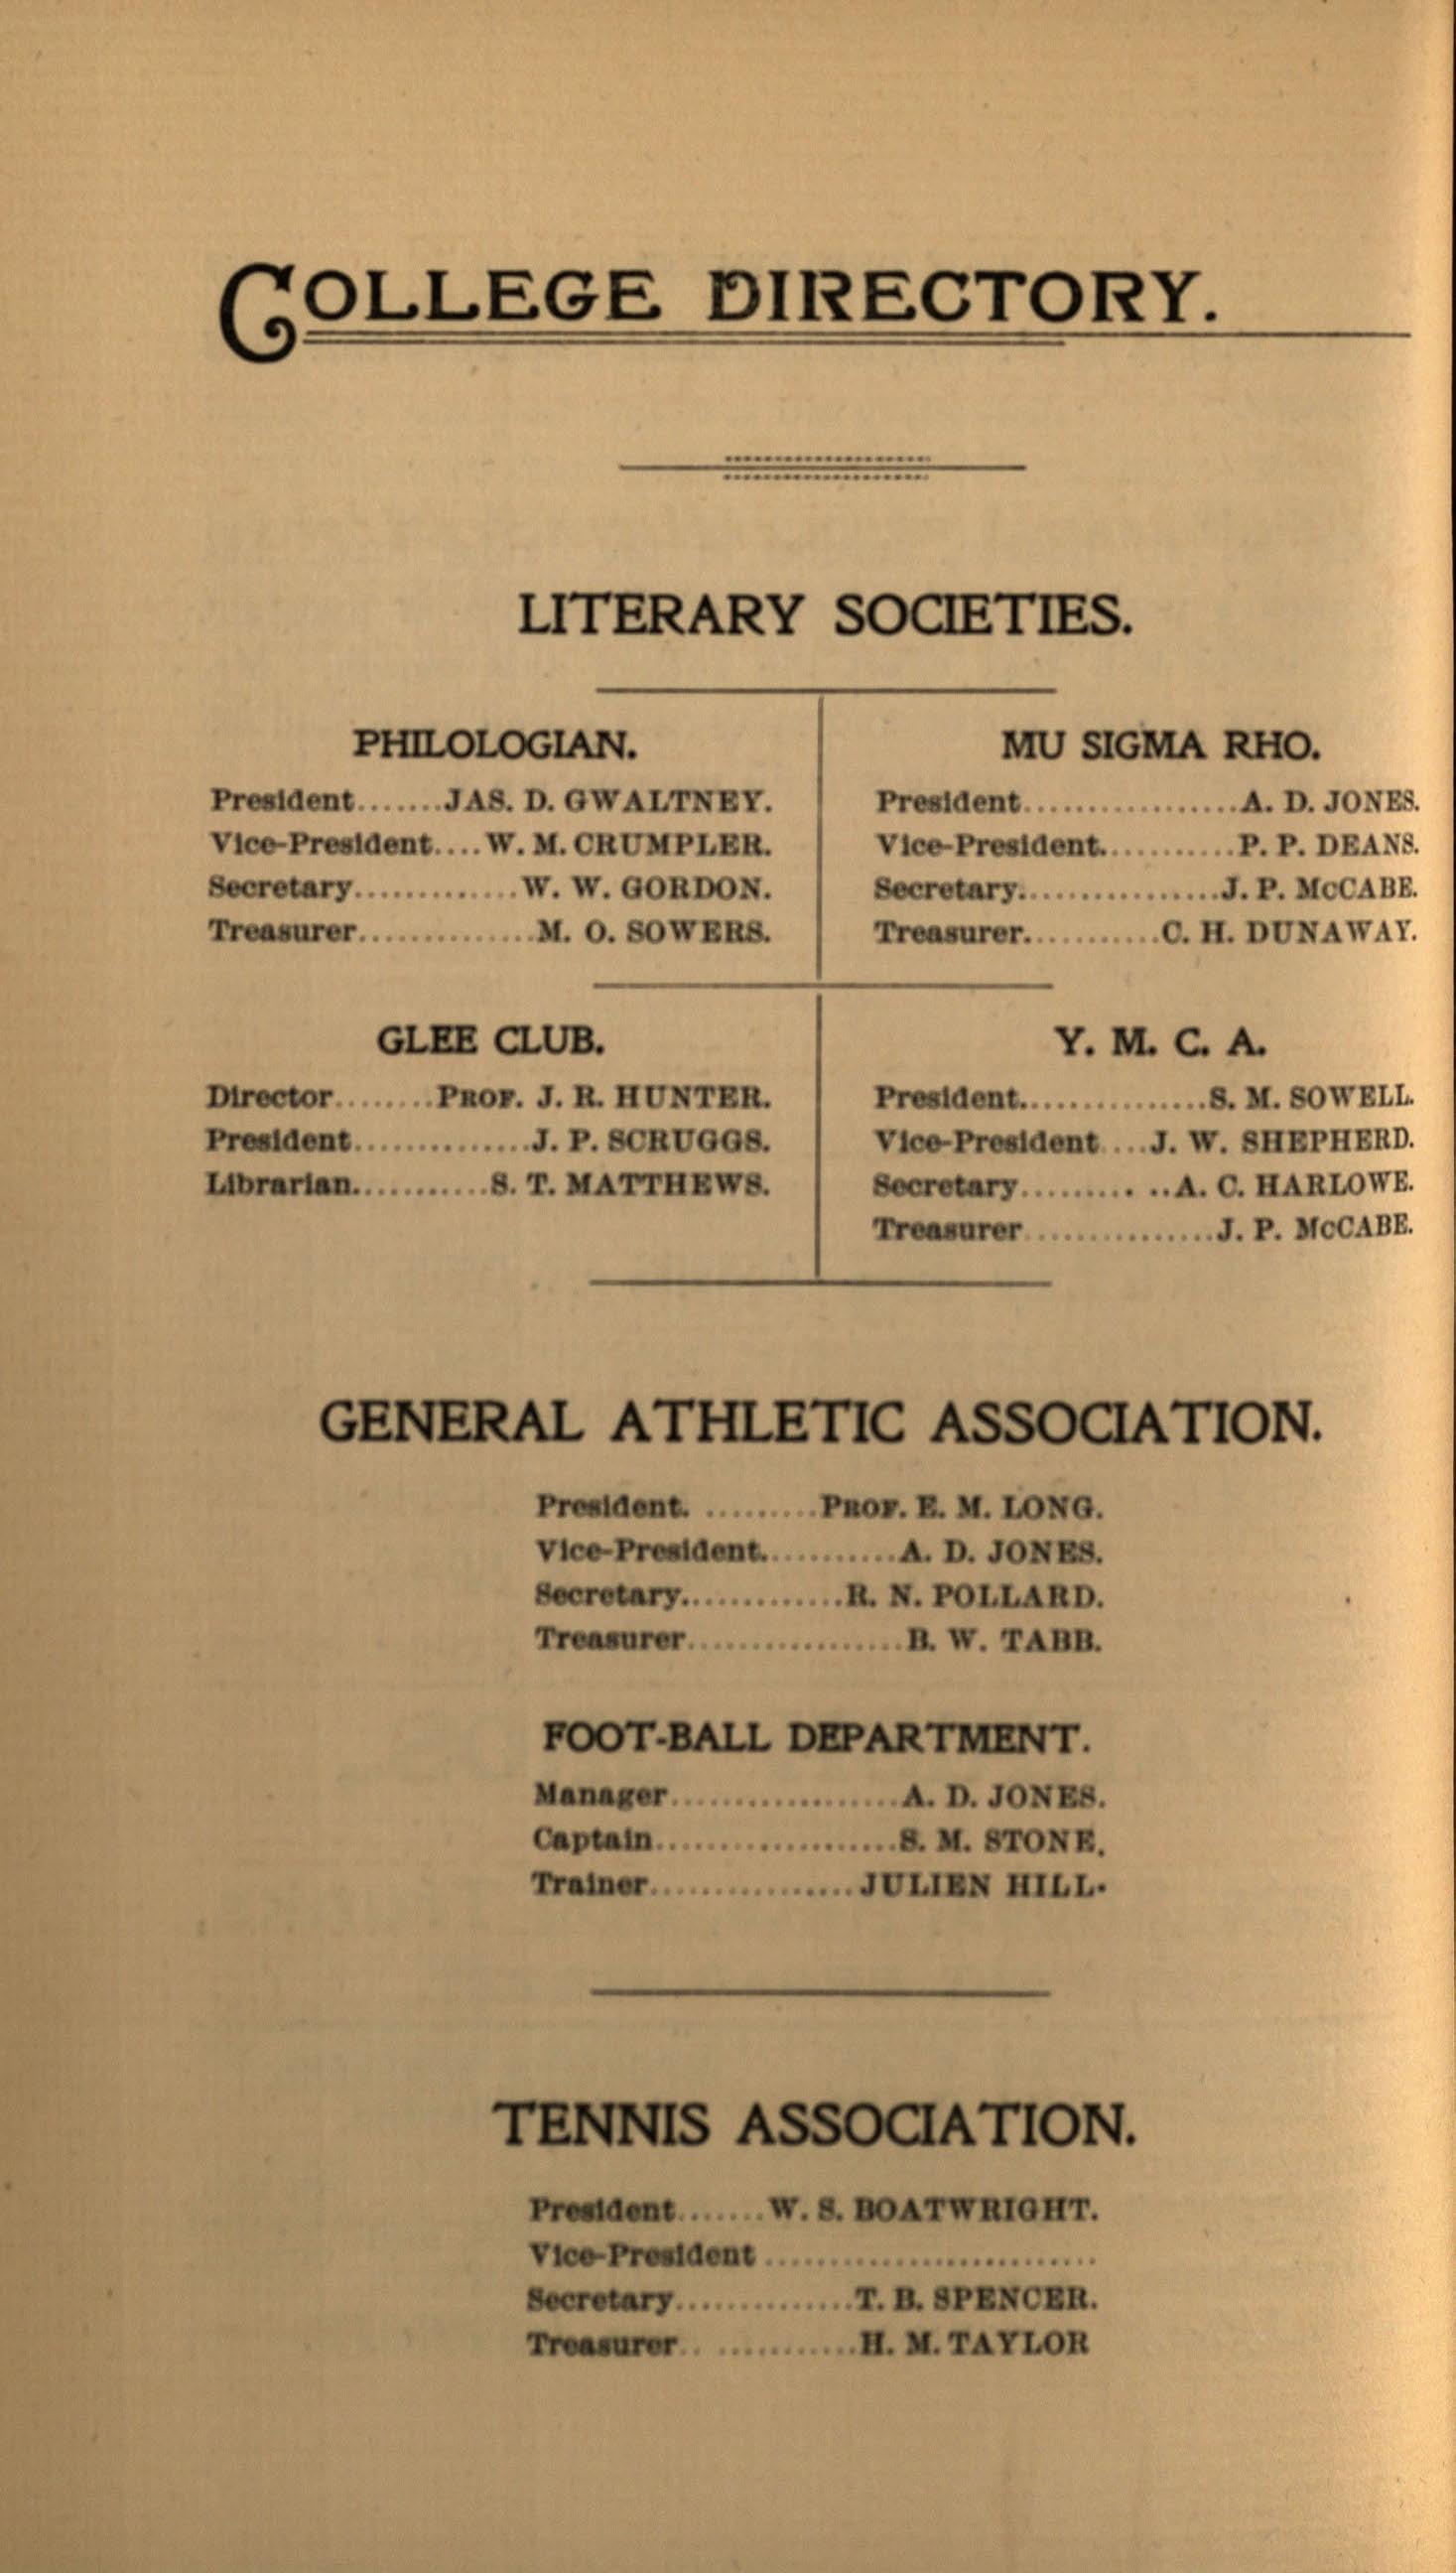 COLLEGE DIRECTORY.
LITERARY SOCIETIES.
PHILOLOGIAN.
President.......JAS. D. GWALTNEY.
Vice-President....W. M. CRUMPLER.
Secretary.............W. W. GORDON.
Treasurer..............M. O. SOWERS.
MU SIGMA RHO.
President.................A. D. JONES.
Vice-President...........P. P. DEANS.
Secretary................J. P. McCABE.
Treasurer...........C. H. DUNAWAY.
GLEE CLUB.
Director........PROF. J. R. HUNTER.
President..............J. P. SCRUGGS.
Librarian...........S. T. MATTHEWS.
Y. M. C. A.
President...............S. M. SOWELL.
Vice-President....J. W. SHEPHERD.
Secretary.......... ..A. C. HARLOWE.
Treasurer...............J. P. McCABE.
GENERAL ATHLETIC ASSOCIATION.
President. .........PROF. E. M. LONG.
Vice-President...........A. D. JONES.
Secretary.............R. N. POLLARD.
Treasurer.................B. W. TABB.
FOOT-BALL DEPARTMENT.
Manager..................A. D. JONES.
Captain...................S. M. STONE,
Trainer................JULIEN HILL.
TENNIS ASSOCIATION.
President.......W. S. BOATWRIGHT.
Vice-President..........................
Secretary..............T. B. SPENCER.
Treasurer.. ...........H. M. TAYLOR